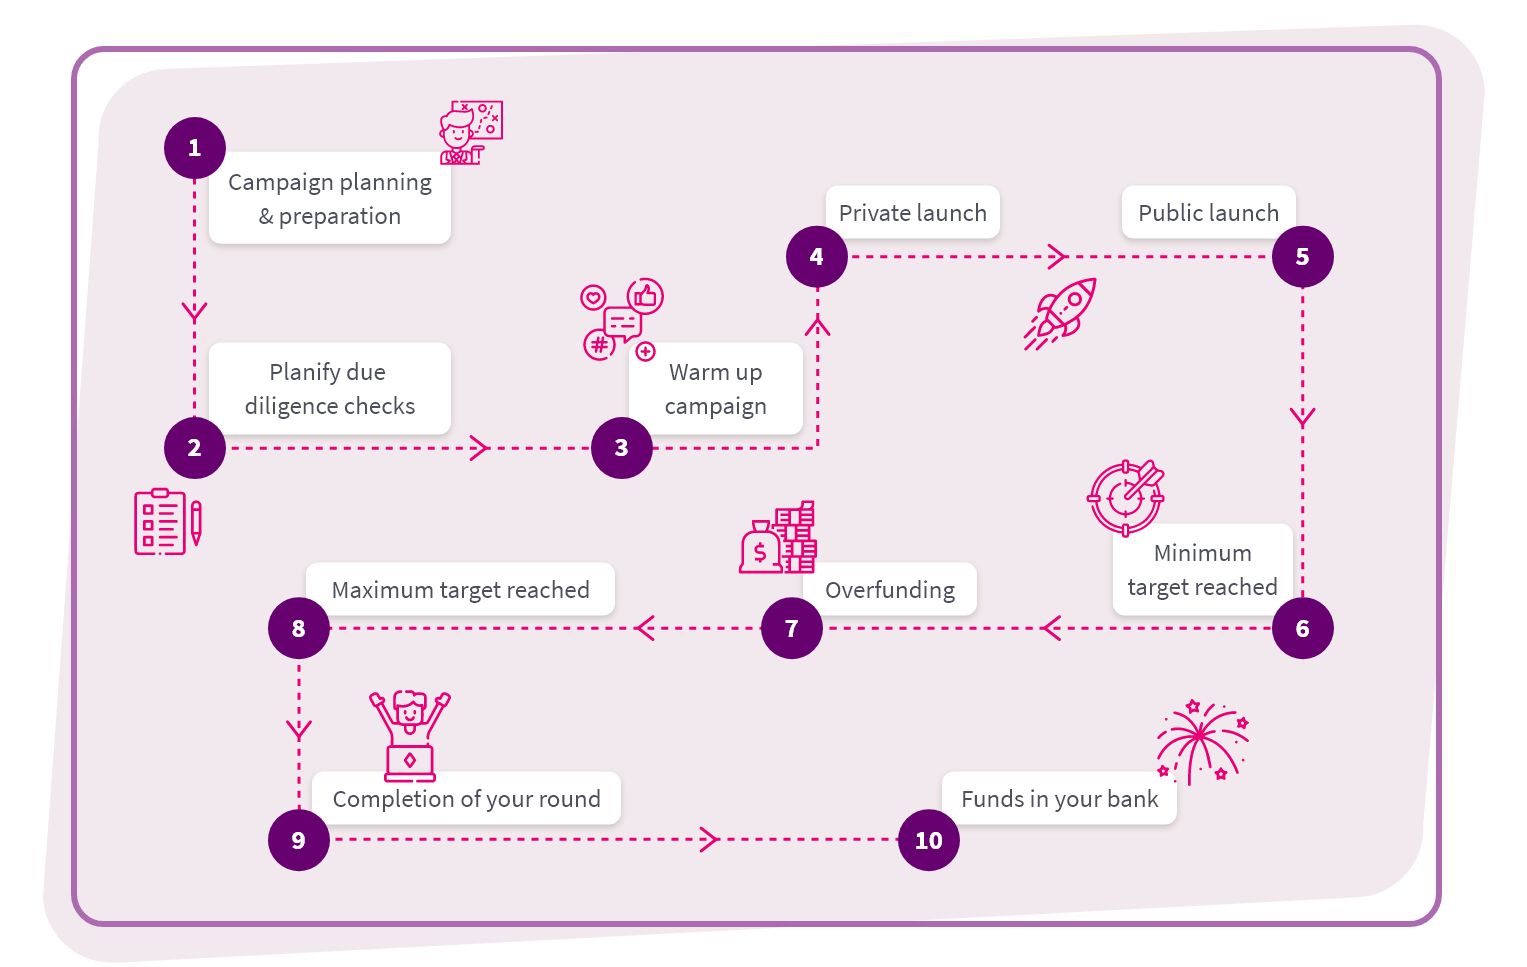 1
Campaign planning
& preparation
2
Planify due
diligence checks
3
Warm up
campaign
4
Private launch
5
Public launch
6
Minimum
target reached
7
Overfunding
8
Maximum target reached
9
Completion of your round
10
Funds in your bank